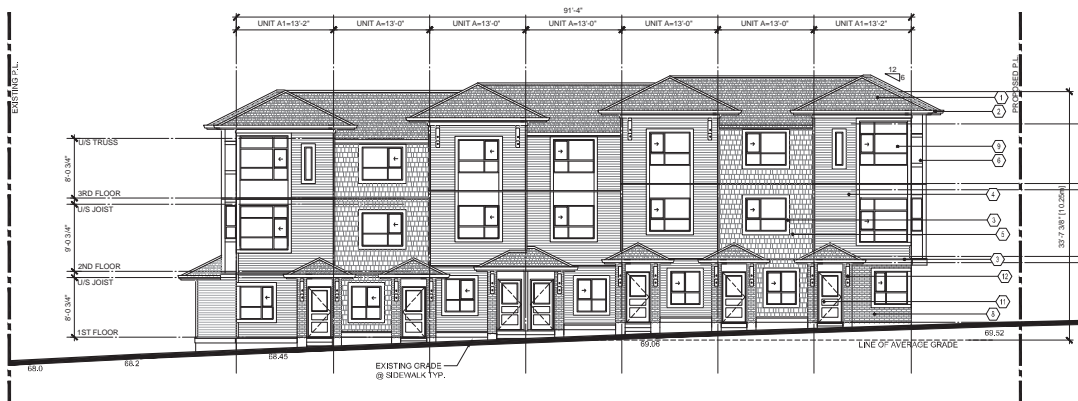 91'-4"
UNIT A1=13'-2"
UNIT A=13'-0"
UNIT A=13'-0"
UNIT A=13'-0"
UNIT A=13'-0"
UNIT A=13'-0"
UNIT A1=13'-2"
EXISTING P.L.
PROPOSED P.L.
12
6
1
2
U/S TRUSS
9
6
8'-0 3/4"
3RD FLOOR
4
U/S JOIST
3
9'-0 3/4"
5
33'-7 3/8" [10.25m]
2ND FLOOR
3
U/S JOIST
12
8'-0 3/4"
11
1ST FLOOR
69.52
69.06
LINE OF AVERAGE GRADE
68.45
68.2
68.0
EXISTING GRADE
@ SIDEWALK TYP.